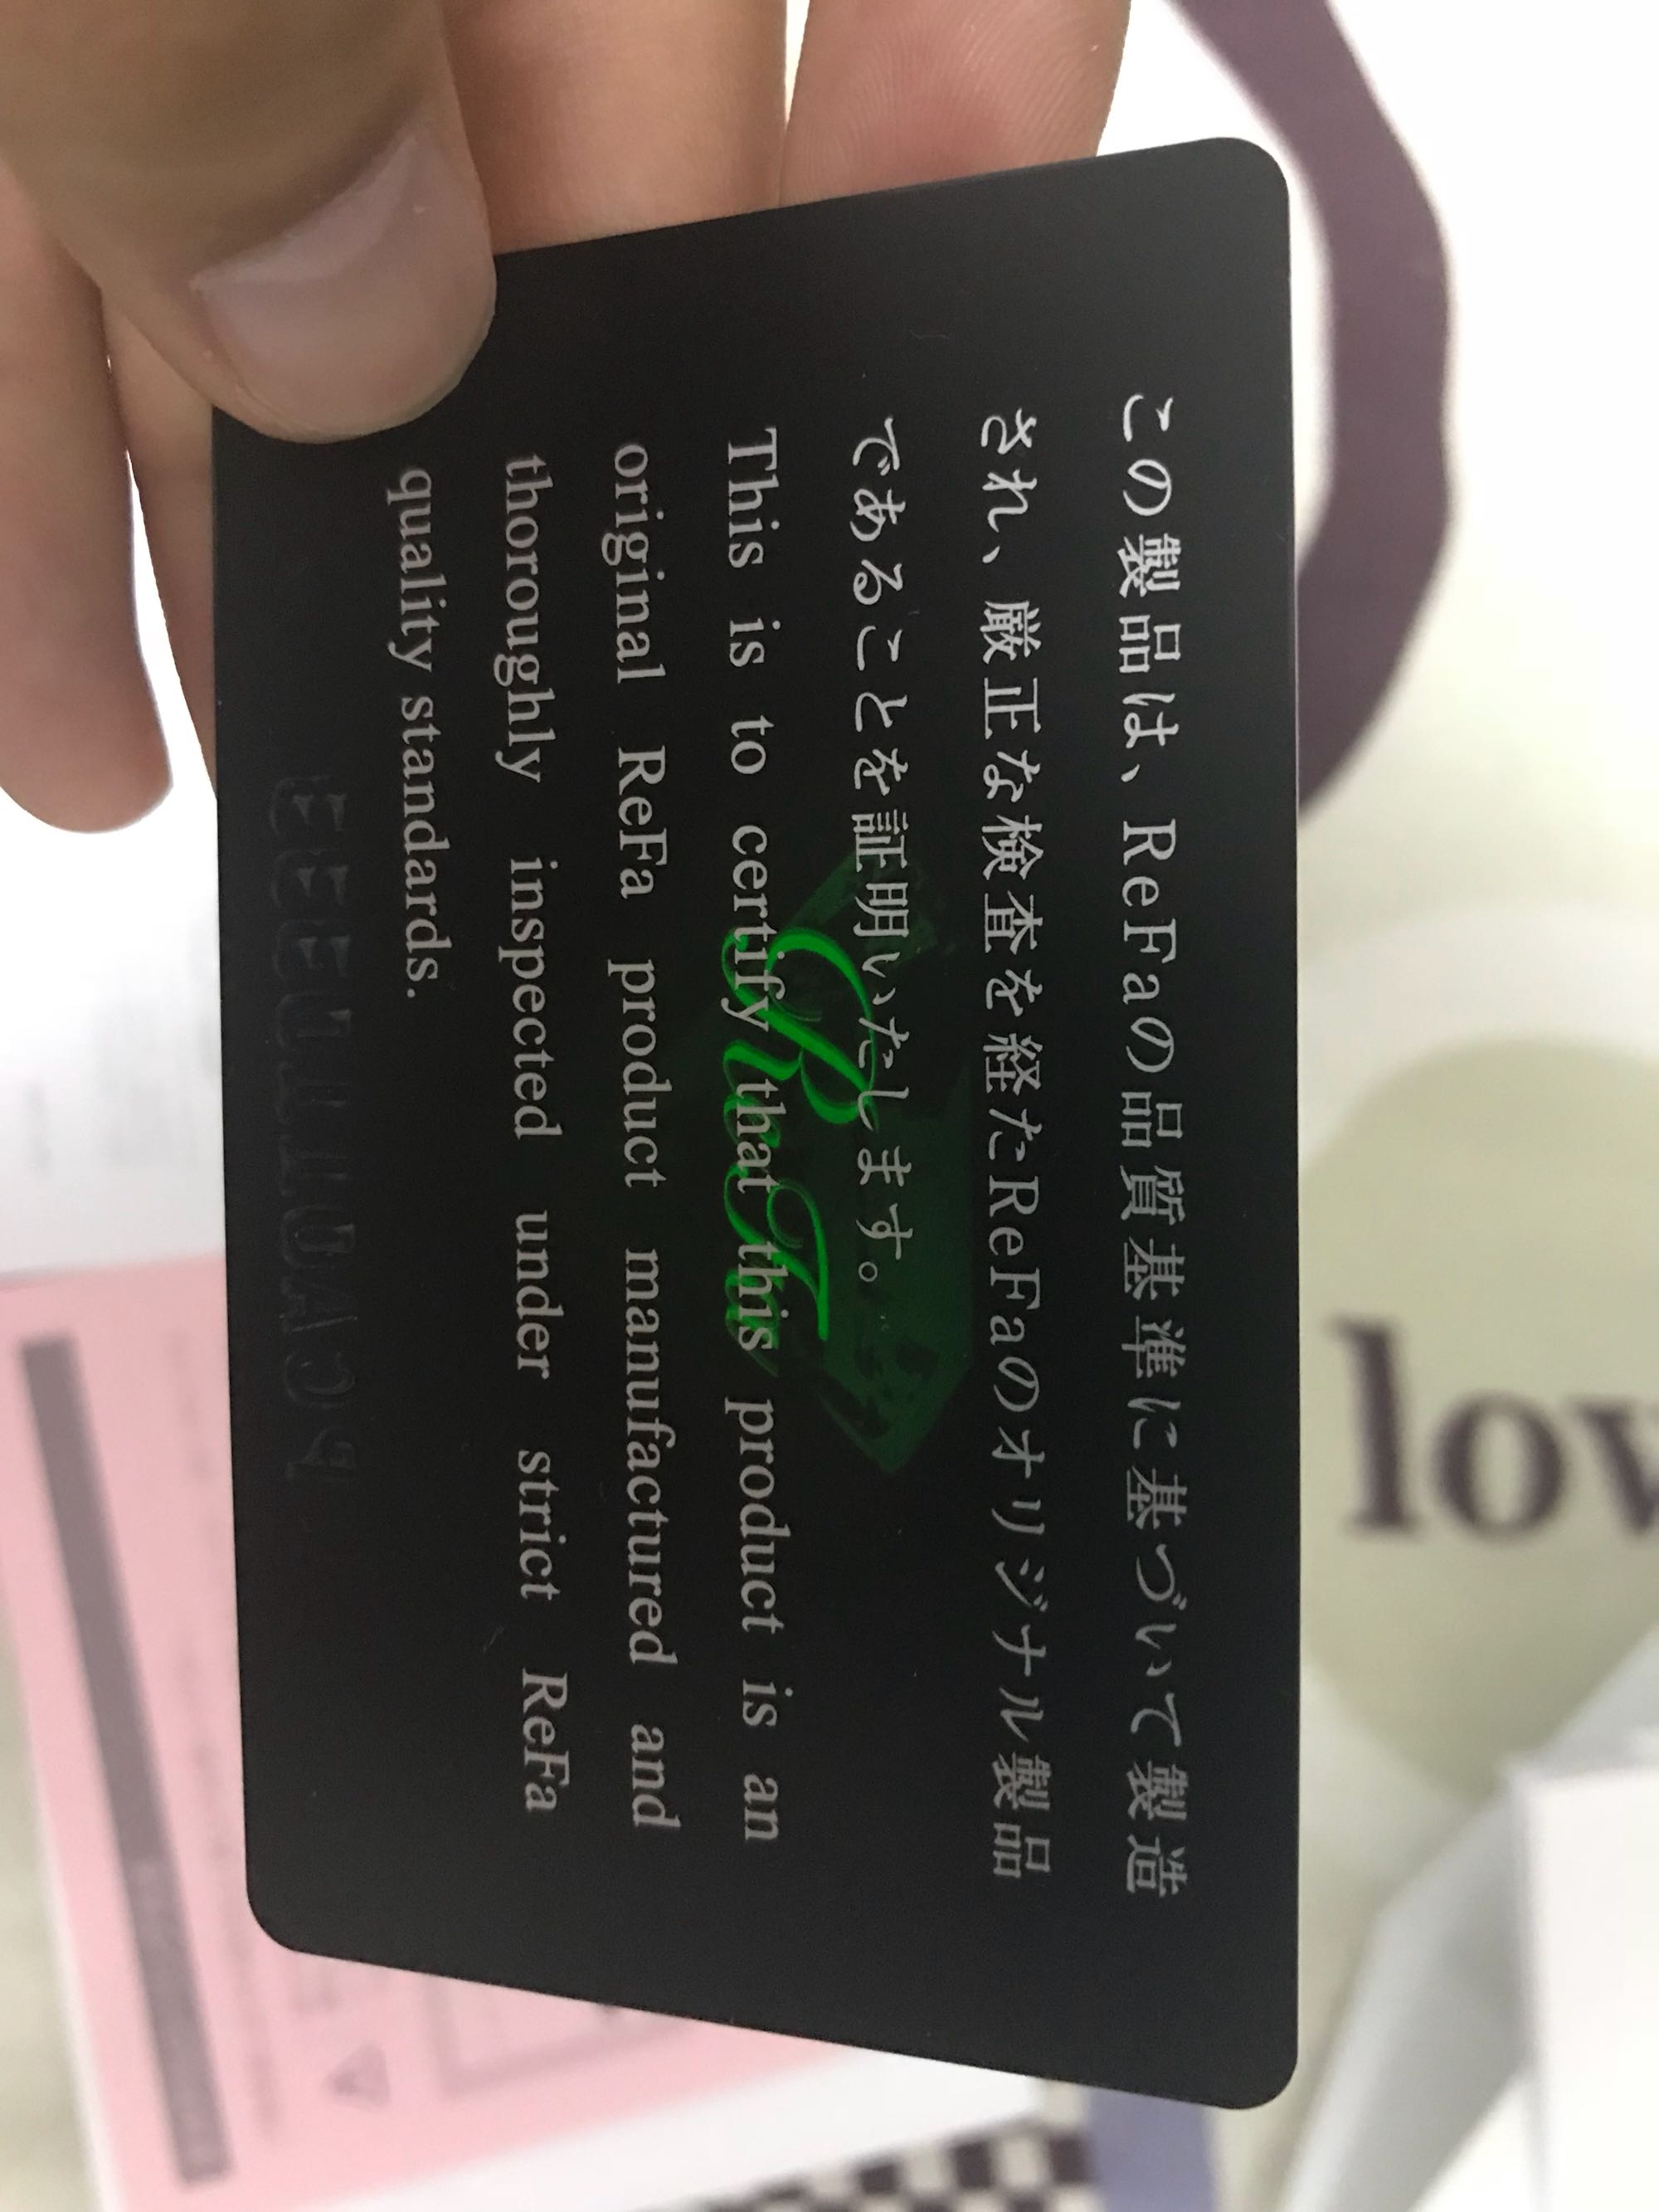 この製品は、ReFaの品質基準に基づいて製造
され、厳正な検査を経たReFaのオリジナル製品
であることを証明いたします。
This is to certify that this product is an
original ReFa product manufactured and
thoroughly inspected under strict ReFa
quality standards.